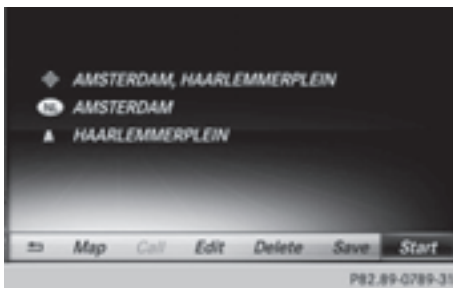 AMSTERDAM, HAARLEMMERPLEIN
NL AMSTERDAM
HAARLEMMERPLEIN
Map Call Edit Delete Save Start
P82.89-0789-31